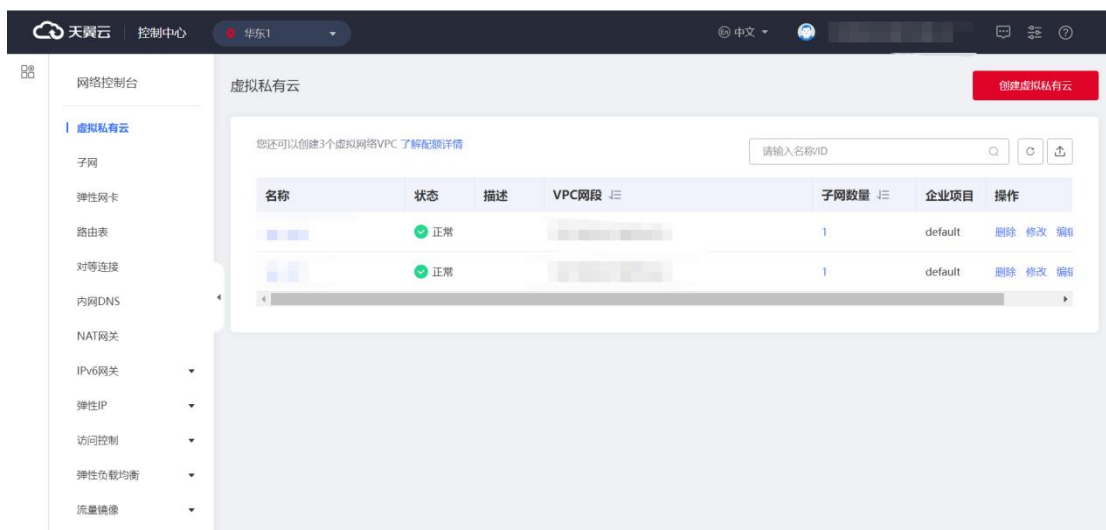 天翼云 控制中心 华东1 En 中文
网络控制台
虚拟私有云
子网
弹性网卡
路由表
对等连接
内网DNS
NAT网关
IPv6网关
弹性IP
访问控制
弹性负载均衡
流量镜像
虚拟私有云
创建虚拟私有云
您还可以创建3个虚拟网络VPC 了解配额详情
请输入名称/ID
名称 状态 描述 VPC网段 子网数量 企业项目 操作
正常 1 default 删除 修改 编辑
正常 1 default 删除 修改 编辑